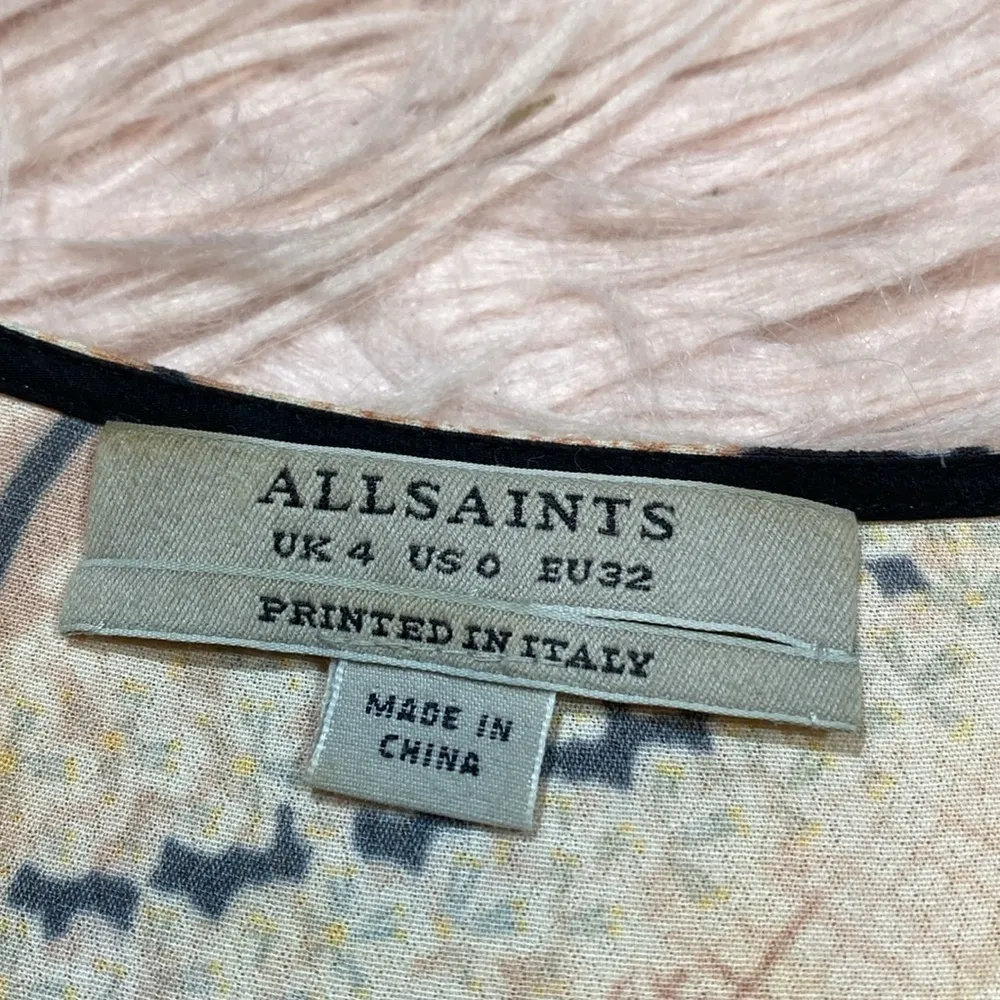 ALLSAINTS
UK 4 US 0 EU32
PRINTED IN ITALY
MADE IN
CHINA